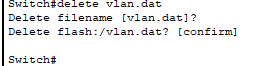 Switch#delete vlan.dat
Delete filename [vlan.dat]?
Delete flash:/vlan.dat? [confirm]
Switch#